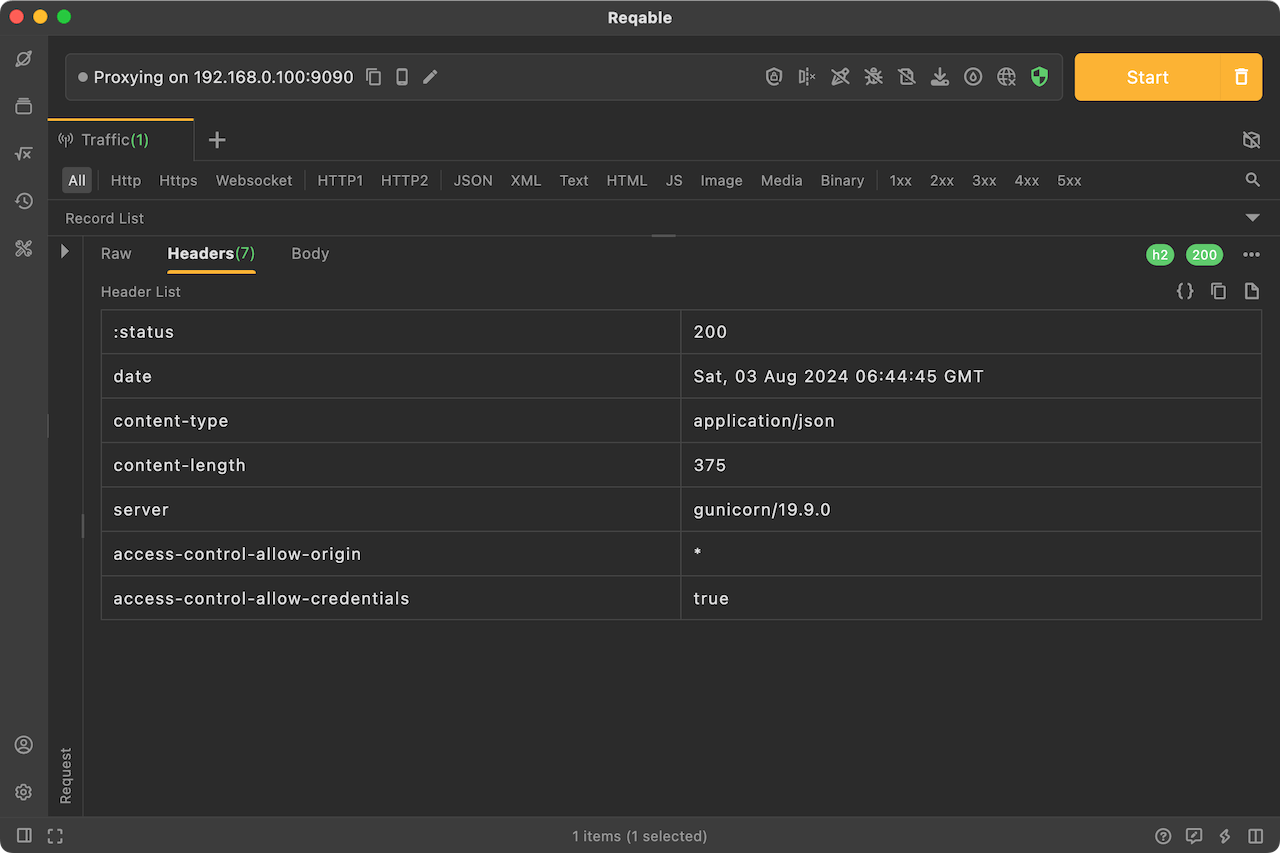 Reqable
Proxying on 192.168.0.100:9090
Start
Traffic(1)
All Http Https Websocket HTTP1 HTTP2 JSON XML Text HTML JS Image Media Binary 1xx 2xx 3xx 4xx 5xx
Record List
Raw Headers(7) Body h2 200
Header List
:status 200
date Sat, 03 Aug 2024 06:44:45 GMT
content-type application/json
content-length 375
server gunicorn/19.9.0
access-control-allow-origin *
access-control-allow-credentials true
Request
1 items (1 selected)